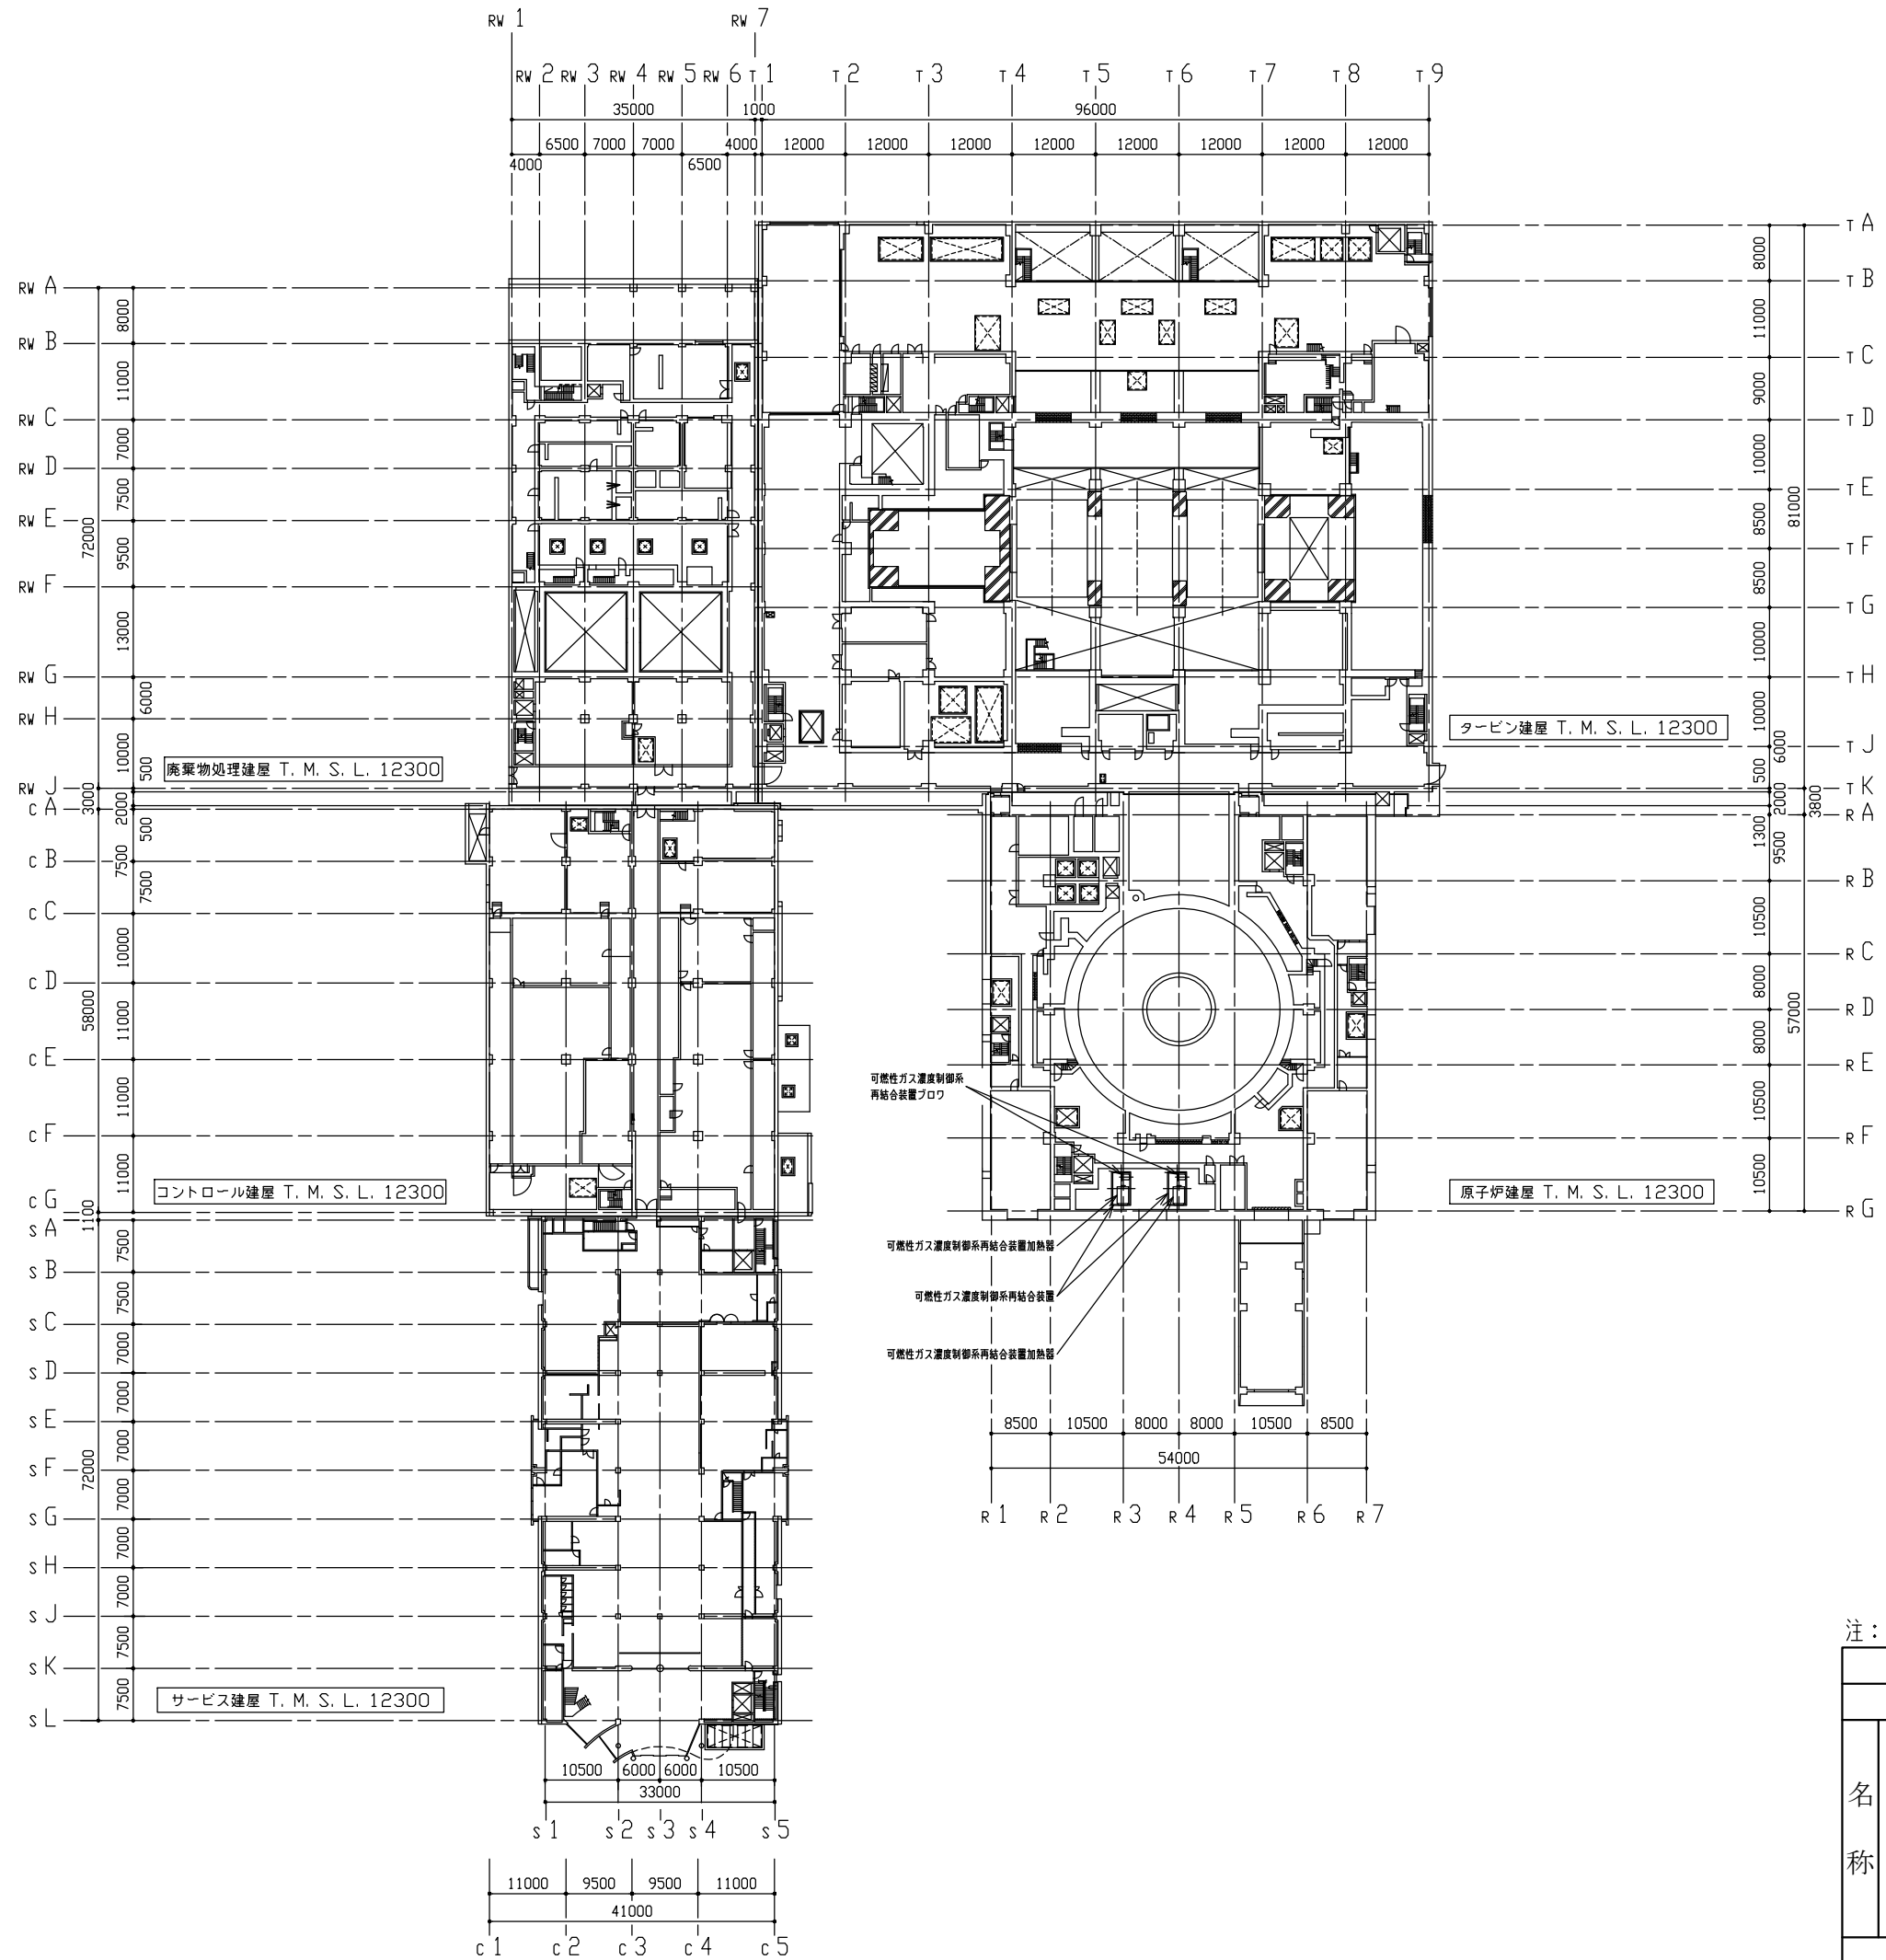 RW 1
RW 7
RW 2 RW 3 RW 4 RW 5 RW 6 T 1 T 2 T 3 T 4 T 5 T 6 T 7 T 8 T 9
35000 1000 96000
6500 7000 7000 4000 12000 12000 12000 12000 12000 12000 12000 12000
4000 6500
RW A
RW B
RW C
RW D
RW E
RW F
RW G
RW H
RW J
8000
11000
7000
7500
9500
13000
6000
10000
500
72000
3000
2000
500
T A
T B
T C
T D
T E
T F
T G
T H
T J
T K
8000
11000
9000
10000
8500
8500
10000
10000
6000
500
81000
2000
3800
1300
廃棄物処理建屋 T. M. S. L. 12300
タービン建屋 T. M. S. L. 12300
C A
C B
C C
C D
C E
C F
C G
7500
7500
10000
11000
11000
11000
58000
1100
R A
R B
R C
R D
R E
R F
R G
9500
10500
8000
8000
10500
10500
57000
可燃性ガス濃度制御系
再結合装置ブロワ
コントロール建屋 T. M. S. L. 12300
原子炉建屋 T. M. S. L. 12300
可燃性ガス濃度制御系再結合装置加熱器
可燃性ガス濃度制御系再結合装置
可燃性ガス濃度制御系再結合装置加熱器
S A
S B
S C
S D
S E
S F
S G
S H
S J
S K
S L
7500
7500
7000
7000
7000
7000
7000
7000
7500
7500
72000
8500 10500 8000 8000 10500 8500
54000
R 1 R 2 R 3 R 4 R 5 R 6 R 7
サービス建屋 T. M. S. L. 12300
10500 6000 6000 10500
33000
S 1 S 2 S 3 S 4 S 5
11000 9500 9500 11000
41000
C 1 C 2 C 3 C 4 C 5
注:
名
称